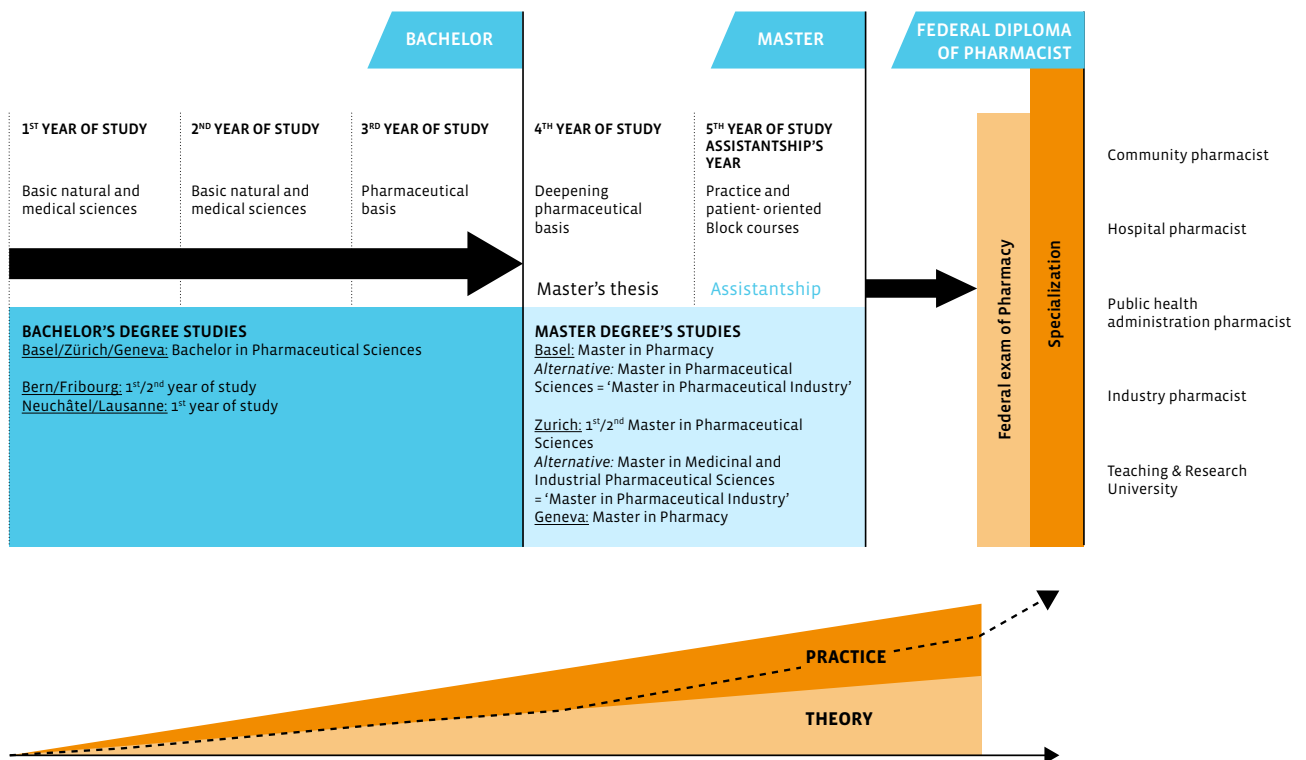 BACHELOR
MASTER
FEDERAL DIPLOMA
OF PHARMACIST
1ST YEAR OF STUDY
Basic natural and
medical sciences
2ND YEAR OF STUDY
Basic natural and
medical sciences
3RD YEAR OF STUDY
Pharmaceutical
basis
4TH YEAR OF STUDY
Deepening
pharmaceutical
basis
Master's thesis
5TH YEAR OF STUDY
ASSISTANTSHIP'S
YEAR
Practice and
patient- oriented
Block courses
Assistantship
BACHELOR'S DEGREE STUDIES
Basel/Zürich/Geneva: Bachelor in Pharmaceutical Sciences
Bern/Fribourg: 1st/2nd year of study
Neuchâtel/Lausanne: 1st year of study
MASTER DEGREE'S STUDIES
Basel: Master in Pharmacy
Alternative: Master in Pharmaceutical
Sciences = 'Master in Pharmaceutical Industry'
Zurich: 1st/2nd Master in Pharmaceutical
Sciences
Alternative: Master in Medicinal and
Industrial Pharmaceutical Sciences
= 'Master in Pharmaceutical Industry'
Geneva: Master in Pharmacy
Federal exam of Pharmacy
Specialization
Community pharmacist
Hospital pharmacist
Public health
administration pharmacist
Industry pharmacist
Teaching & Research
University
PRACTICE
THEORY